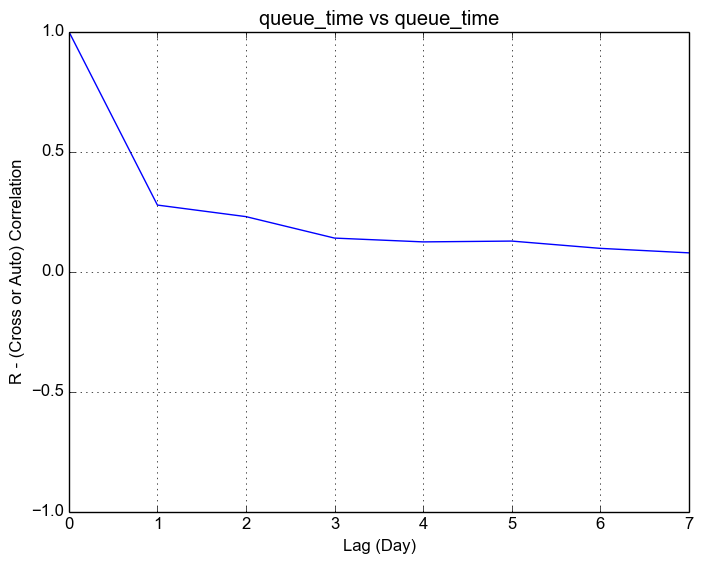 queue_time vs queue_time
R - (Cross or Auto) Correlation
1.0
0.5
0.0
−0.5
−1.0
0 1 2 3 4 5 6 7
Lag (Day)